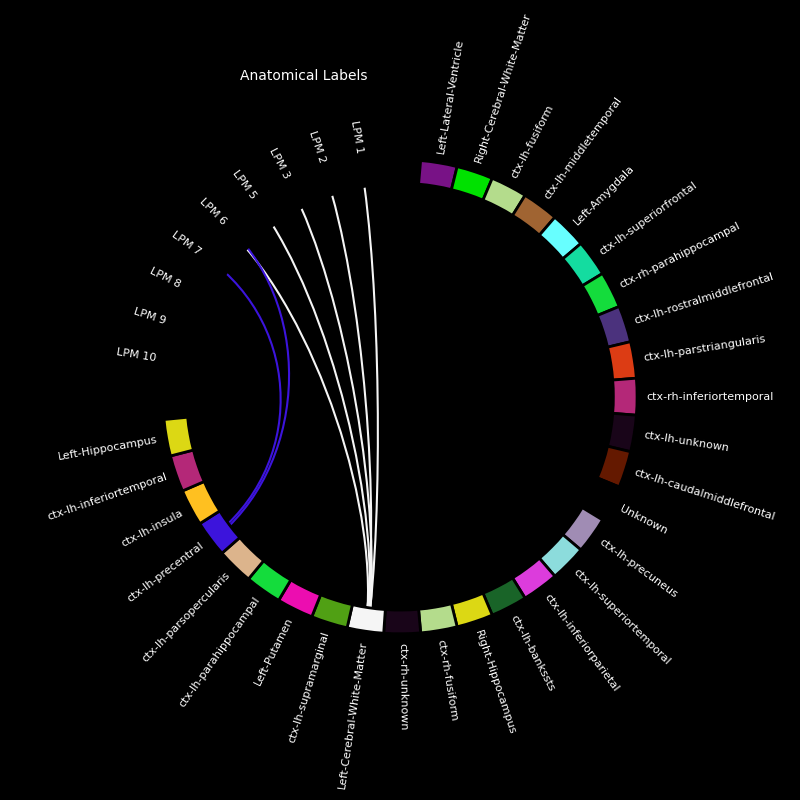 Anatomical Labels
LPM 1
LPM 2
LPM 3
LPM 5
LPM 6
LPM 7
LPM 8
LPM 9
LPM 10
Left-Hippocampus
ctx-lh-inferiortemporal
ctx-lh-insula
ctx-lh-precentral
ctx-lh-parsopercularis
ctx-lh-parahippocampal
Left-Putamen
ctx-lh-supramarginal
Left-Cerebral-White-Matter
ctx-rh-unknown
ctx-rh-fusiform
Right-Hippocampus
ctx-lh-bankssts
ctx-lh-inferiorparietal
ctx-lh-superiortemporal
ctx-lh-precuneus
Unknown
ctx-lh-caudalmiddlefrontal
ctx-lh-unknown
ctx-rh-inferiortemporal
ctx-lh-parstriangularis
ctx-lh-rostralmiddlefrontal
ctx-rh-parahippocampal
ctx-lh-superiorfrontal
Left-Amygdala
ctx-lh-middletemporal
ctx-lh-fusiform
Right-Cerebral-White-Matter
Left-Lateral-Ventricle